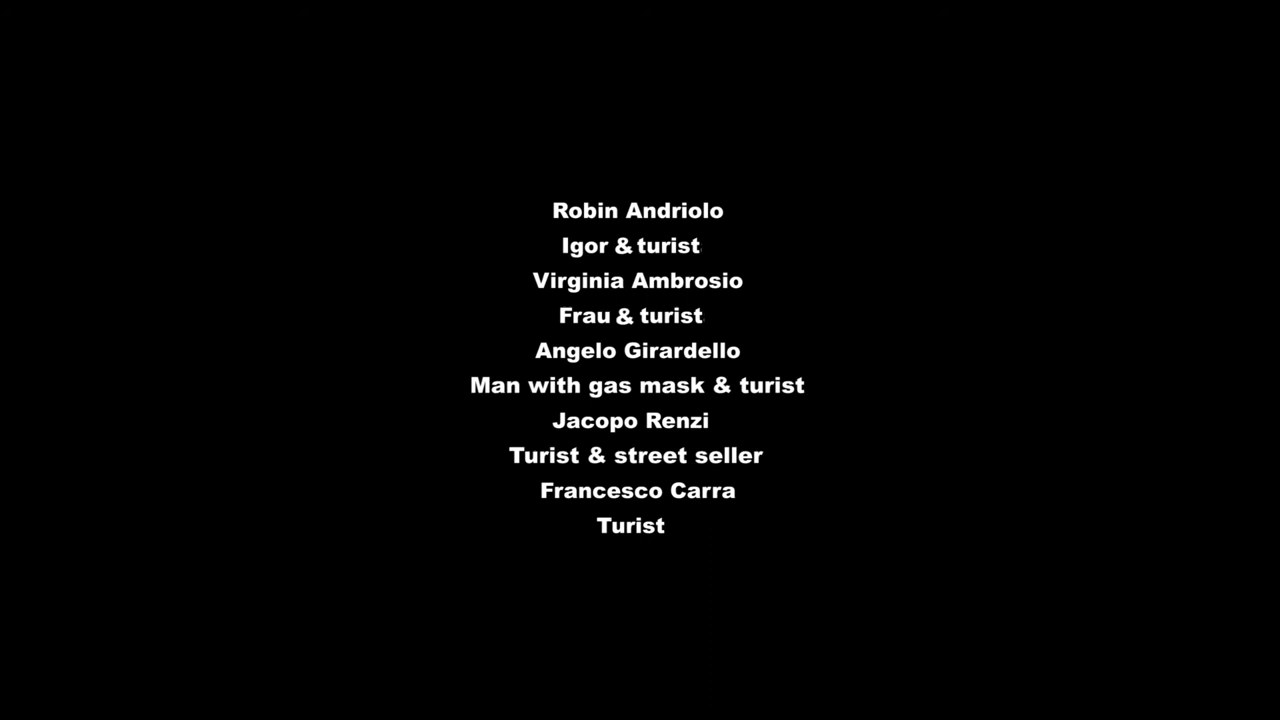 Robin Andriolo
Igor & turist
Virginia Ambrosio
Frau & turist
Angelo Girardello
Man with gas mask & turist
Jacopo Renzi
Turist & street seller
Francesco Carra
Turist